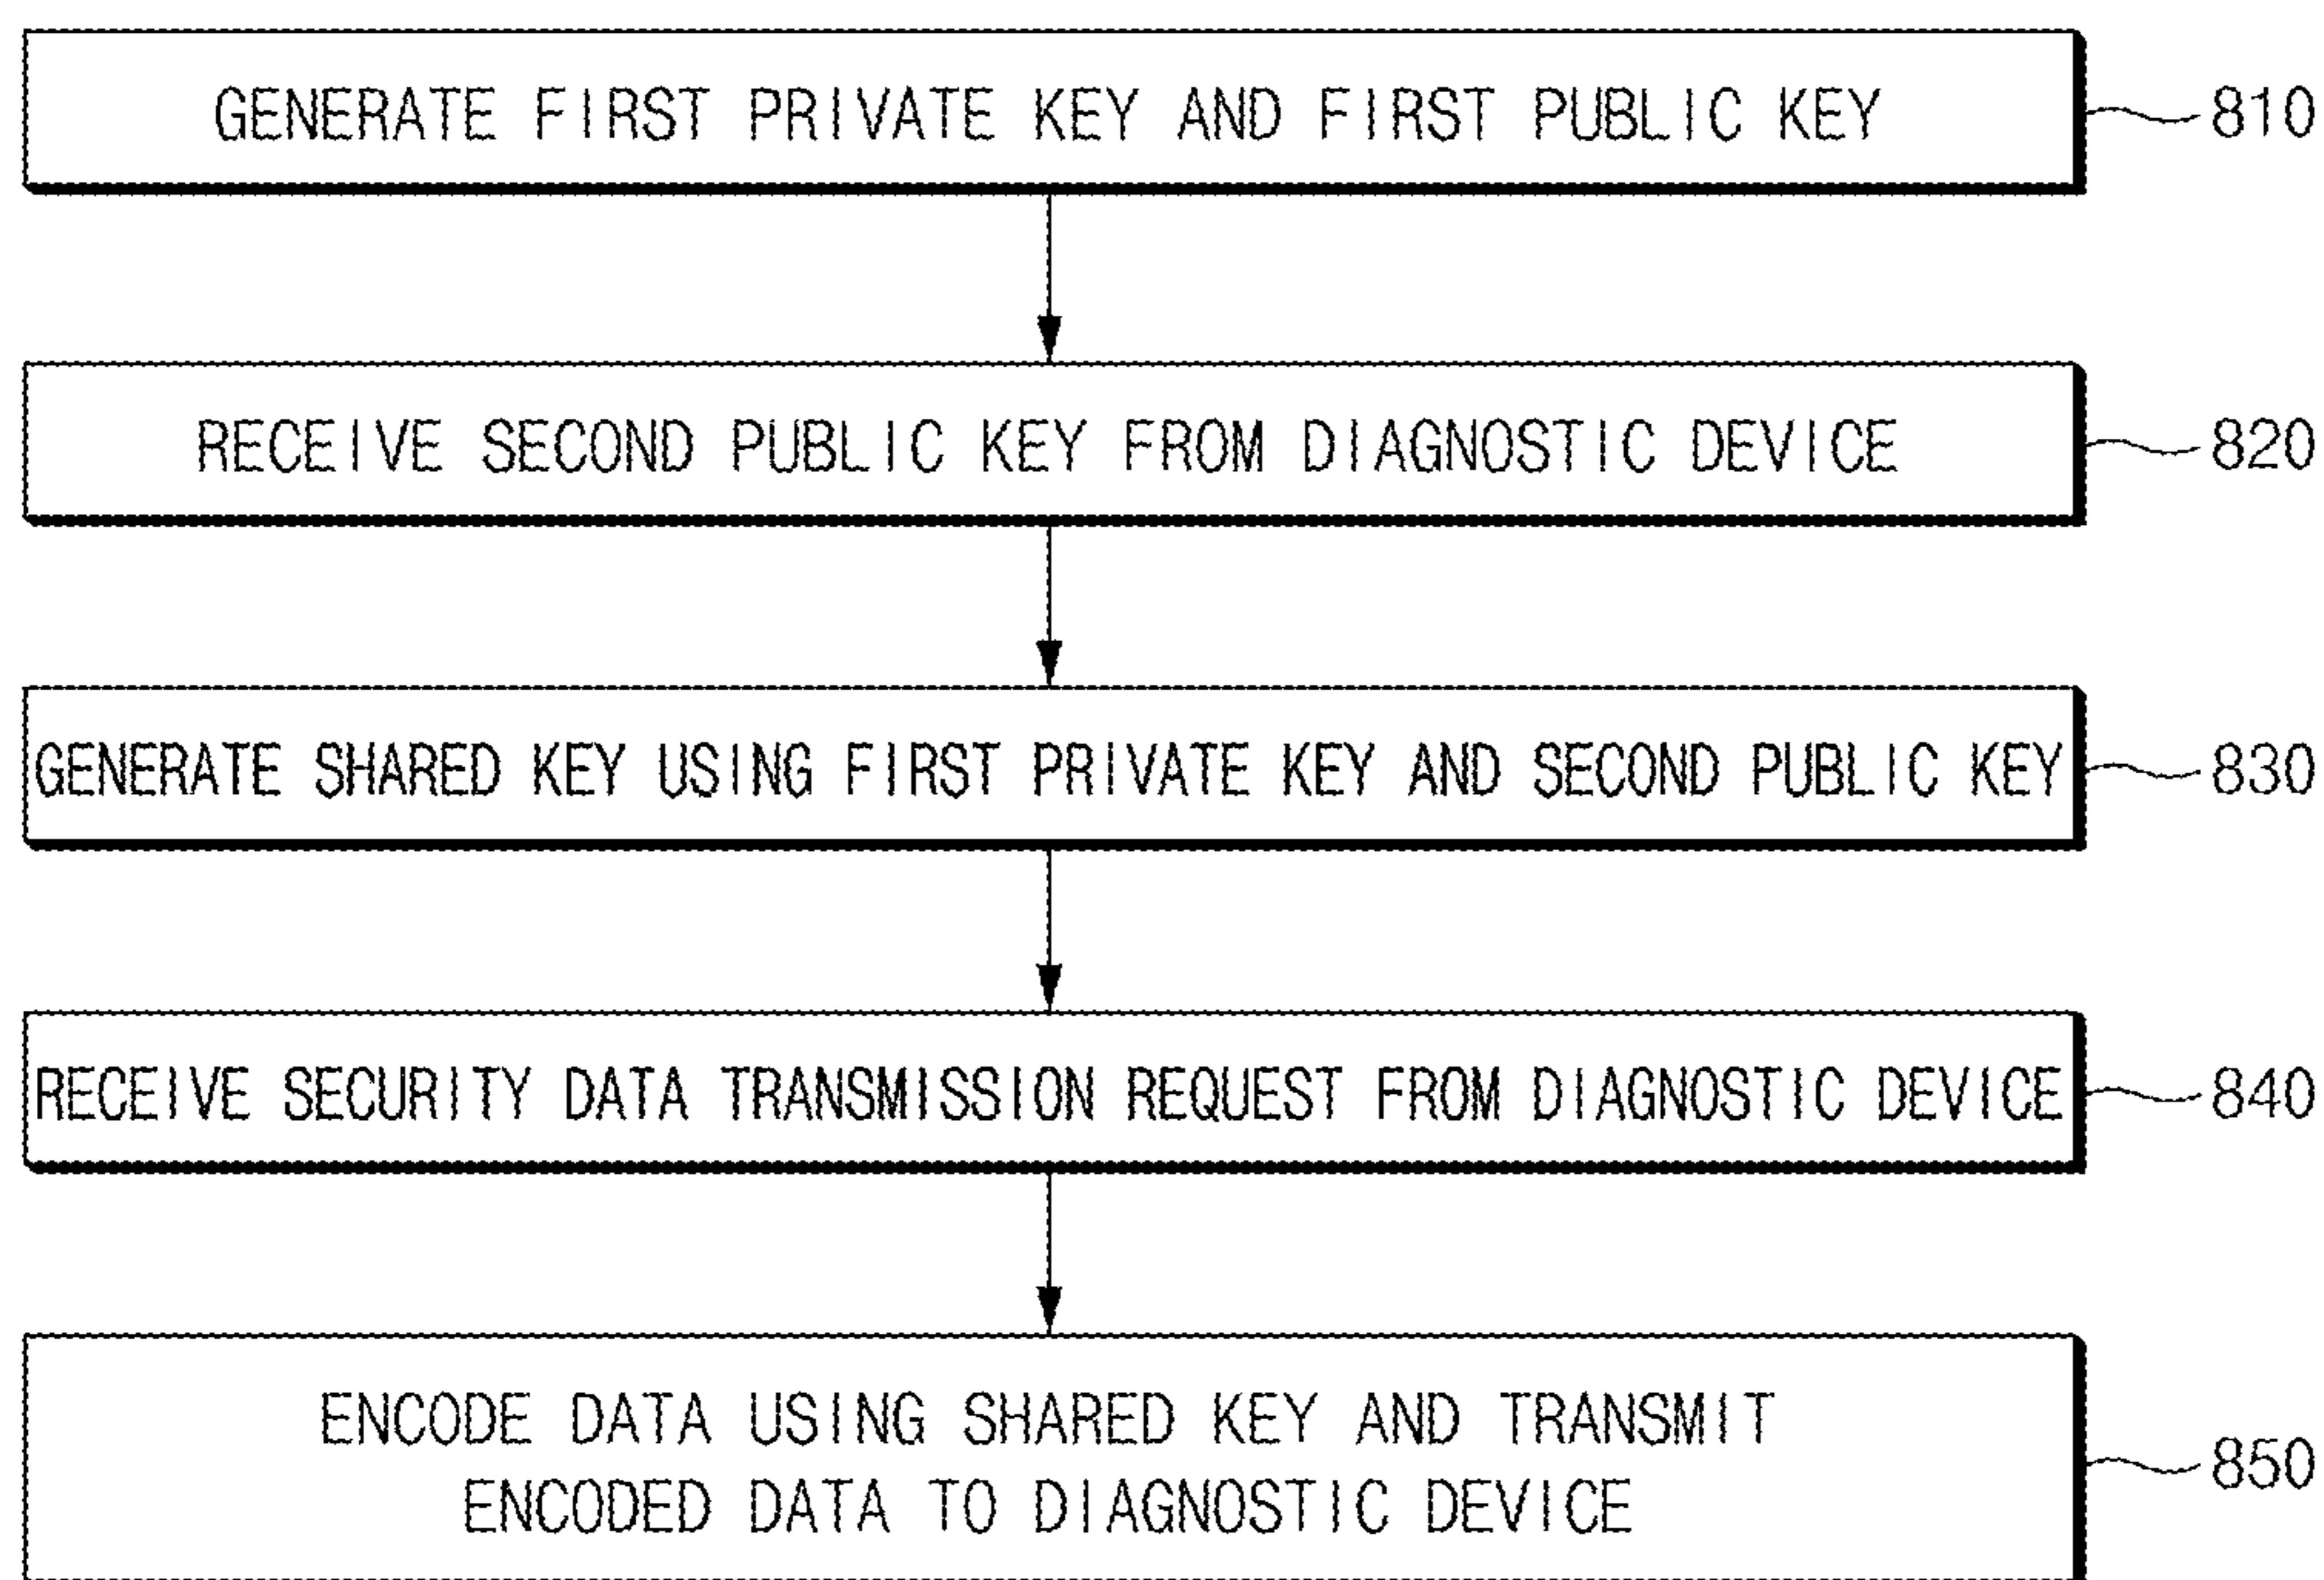 GENERATE FIRST PRIVATE KEY AND FIRST PUBLIC KEY
810
RECEIVE SECOND PUBLIC KEY FROM DIAGNOSTIC DEVICE
820
GENERATE SHARED KEY USING FIRST PRIVATE KEY AND SECOND PUBLIC KEY
830
RECEIVE SECURITY DATA TRANSMISSION REQUEST FROM DIAGNOSTIC DEVICE
840
ENCODE DATA USING SHARED KEY AND TRANSMIT
ENCODED DATA TO DIAGNOSTIC DEVICE
850